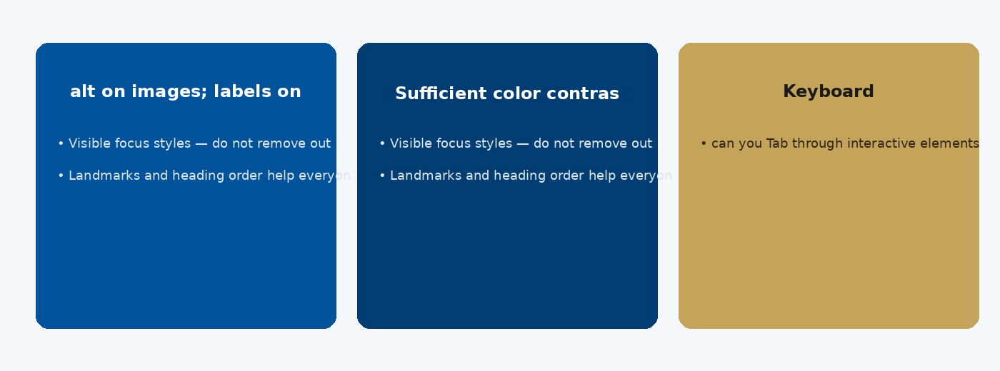 alt on images; labels on
• Visible focus styles — do not remove out
• Landmarks and heading order help everyon
Sufficient color contras
• Visible focus styles — do not remove out
• Landmarks and heading order help everyon
Keyboard
• can you Tab through interactive elements